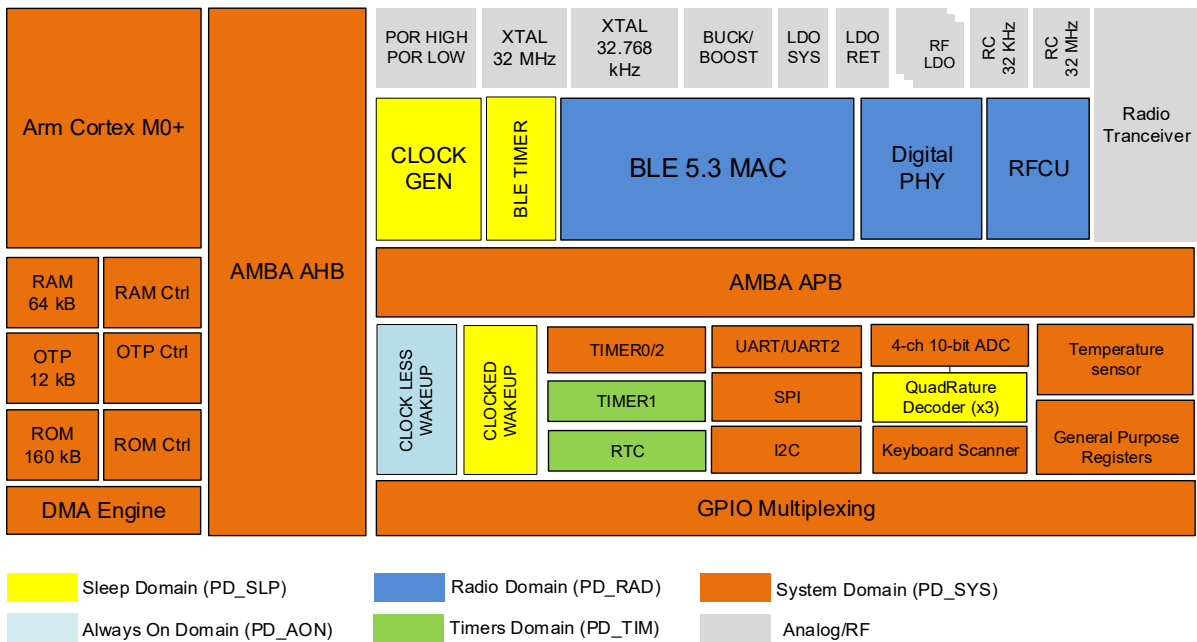 Arm Cortex M0+
RAM
64 kB
RAM Ctrl
OTP
12 kB
OTP Ctrl
ROM
160 kB
ROM Ctrl
DMA Engine
AMBA AHB
POR HIGH
POR LOW
XTAL
32 MHz
XTAL
32.768
kHz
BUCK/
BOOST
LDO
SYS
LDO
RET
RF
LDO
RC
32 KHz
RC
32 MHz
Radio
Tranceiver
CLOCK
GEN
BLE TIMER
BLE 5.3 MAC
Digital
PHY
RFCU
AMBA APB
CLOCK LESS
WAKEUP
CLOCKED
WAKEUP
TIMER0/2
TIMER1
RTC
UART/UART2
SPI
I2C
4-ch 10-bit ADC
QuadRature
Decoder (x3)
Keyboard Scanner
Temperature
sensor
General Purpose
Registers
GPIO Multiplexing
Sleep Domain (PD_SLP)
Radio Domain (PD_RAD)
System Domain (PD_SYS)
Always On Domain (PD_AON)
Timers Domain (PD_TIM)
Analog/RF